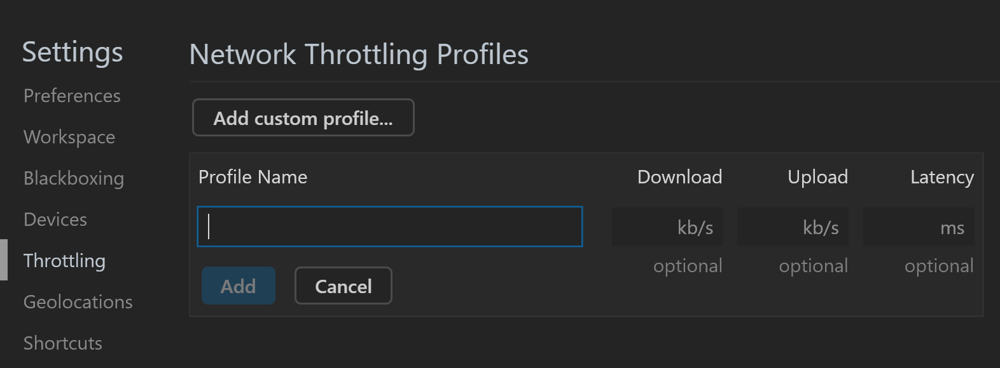 Settings
Preferences
Workspace
Blackboxing
Devices
Throttling
Geolocations
Shortcuts
Network Throttling Profiles
Add custom profile...
Profile Name Download Upload Latency
kb/s kb/s ms
optional optional optional
Add Cancel